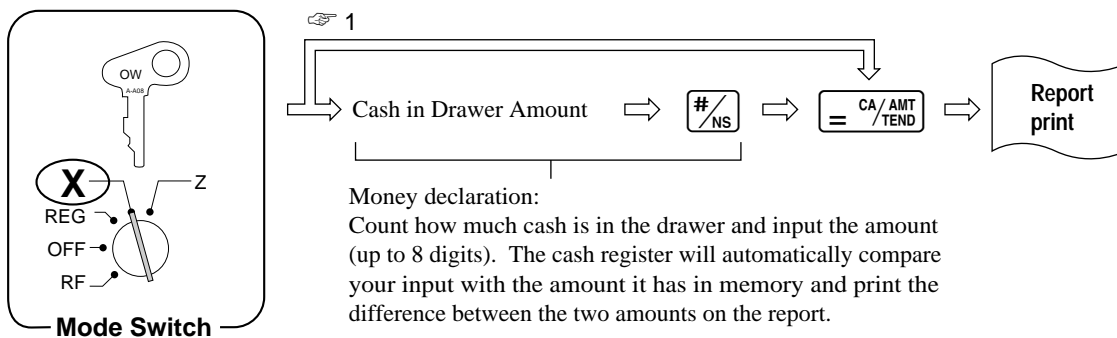 ☞ 1
OW
A-A08
X
Z
REG
OFF
RF
Mode Switch
Cash in Drawer Amount
#/NS
= CA/AMT
TEND
Report
print
Money declaration:
Count how much cash is in the drawer and input the amount
(up to 8 digits).  The cash register will automatically compare
your input with the amount it has in memory and print the
difference between the two amounts on the report.